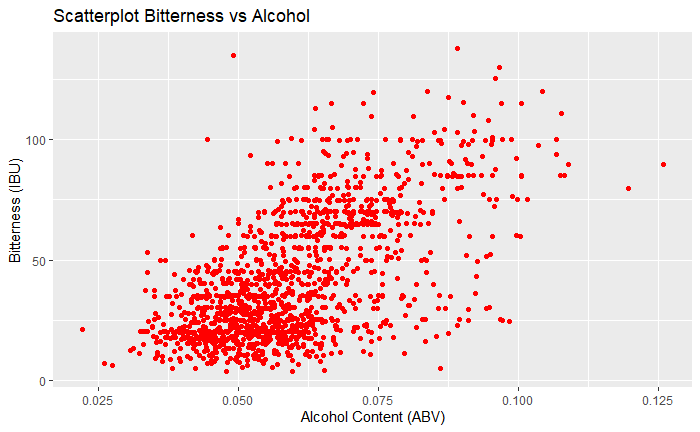 Scatterplot Bitterness vs Alcohol
Bitterness (IBU)
100
50
0
0.025 0.050 0.075 0.100 0.125
Alcohol Content (ABV)